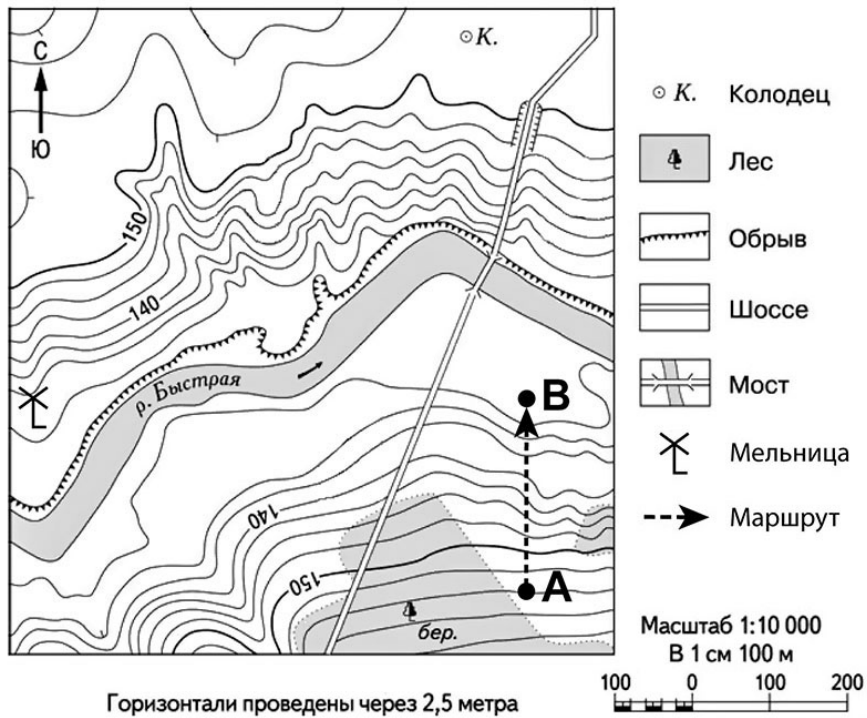 С
Ю
К.
150
140
р. Быстрая
B
140
150
A
бер.
К. Колодец
Лес
Обрыв
Шоссе
Мост
Мельница
Маршрут
Масштаб 1:10 000
В 1 см 100 м
100 0 100 200
Горизонтали проведены через 2,5 метра